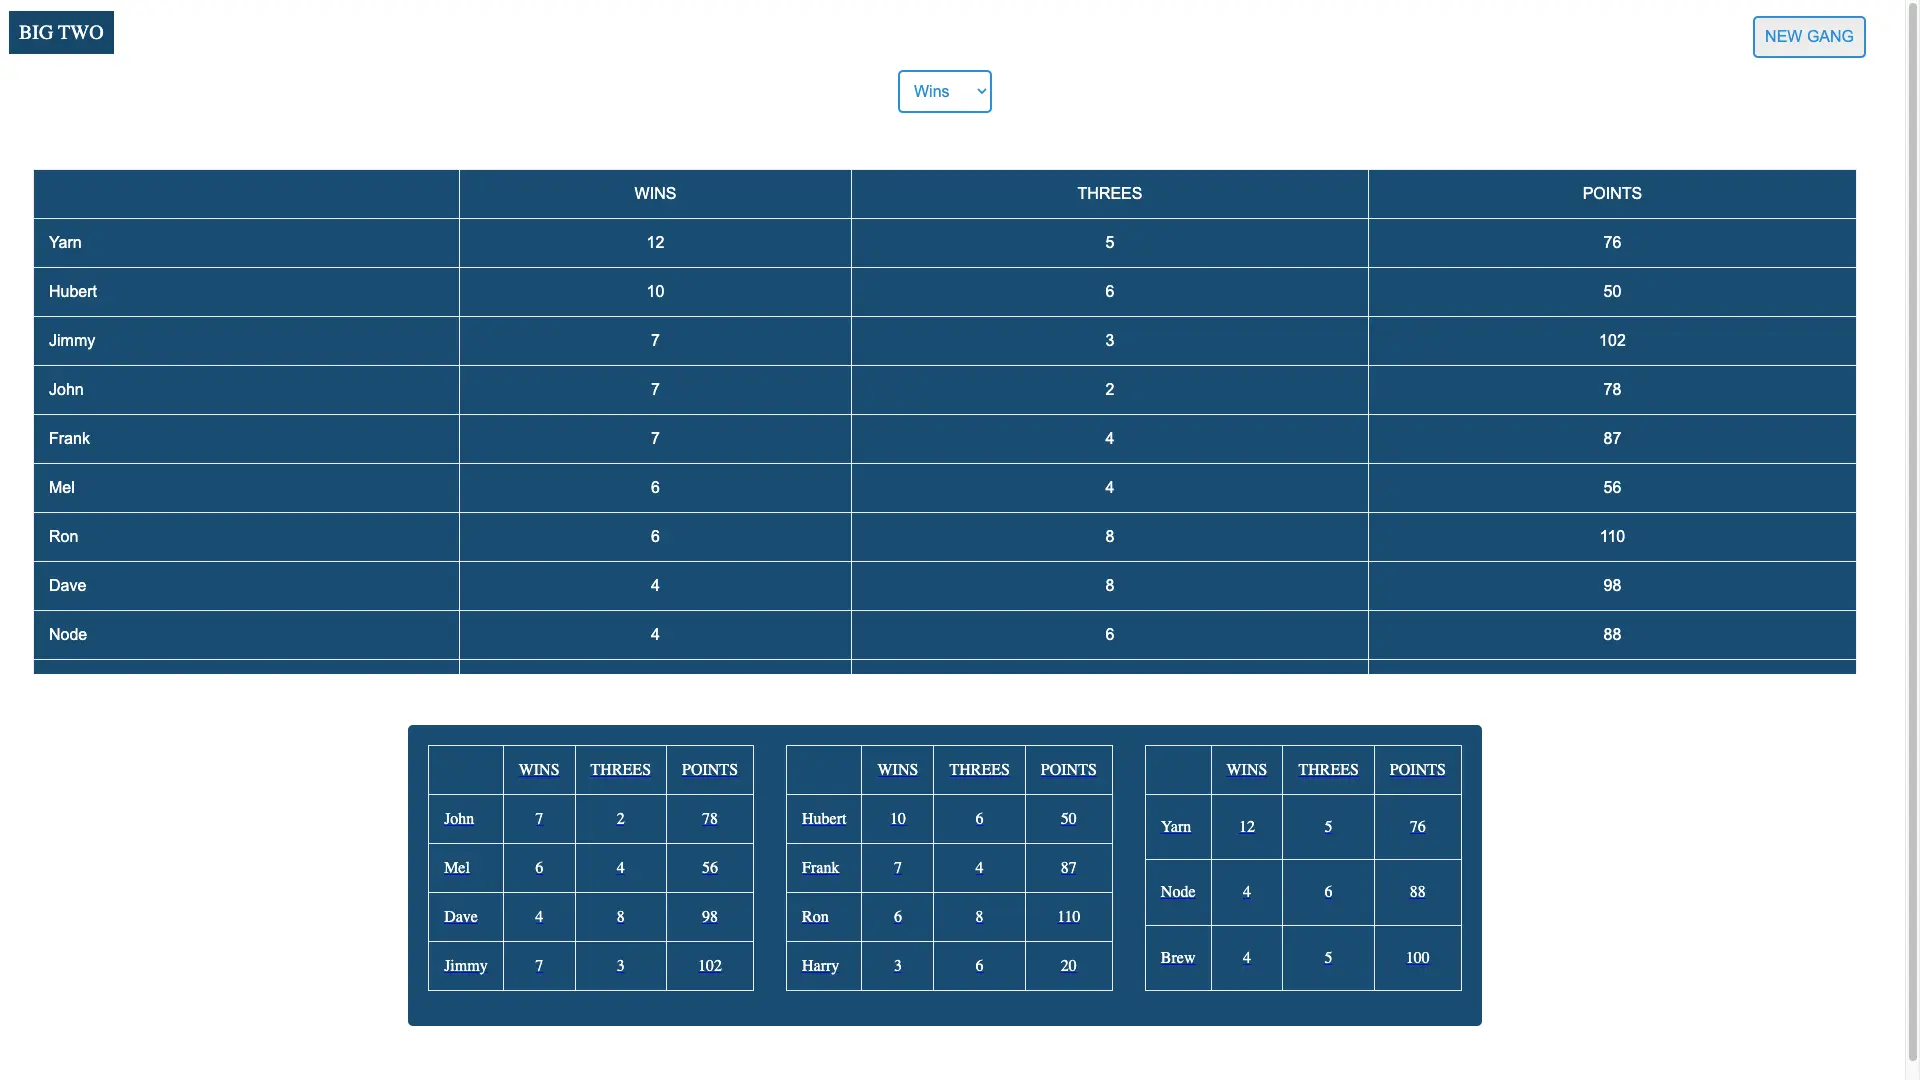 BIG TWO
NEW GANG
Wins
WINS THREES POINTS
Yarn 12 5 76
Hubert 10 6 50
Jimmy 7 3 102
John 7 2 78
Frank 7 4 87
Mel 6 4 56
Ron 6 8 110
Dave 4 8 98
Node 4 6 88
WINS THREES POINTS
John 7 2 78
Mel 6 4 56
Dave 4 8 98
Jimmy 7 3 102
WINS THREES POINTS
Hubert 10 6 50
Frank 7 4 87
Ron 6 8 110
Harry 3 6 20
WINS THREES POINTS
Yarn 12 5 76
Node 4 6 88
Brew 4 5 100